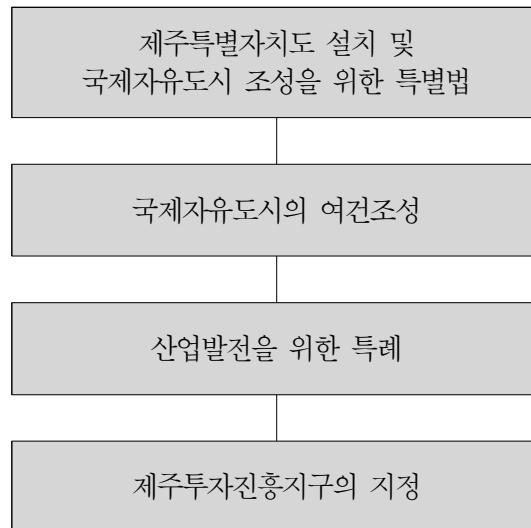 제주특별자치도 설치 및
국제자유도시 조성을 위한 특별법
국제자유도시의 여건조성
산업발전을 위한 특례
제주투자진흥지구의 지정